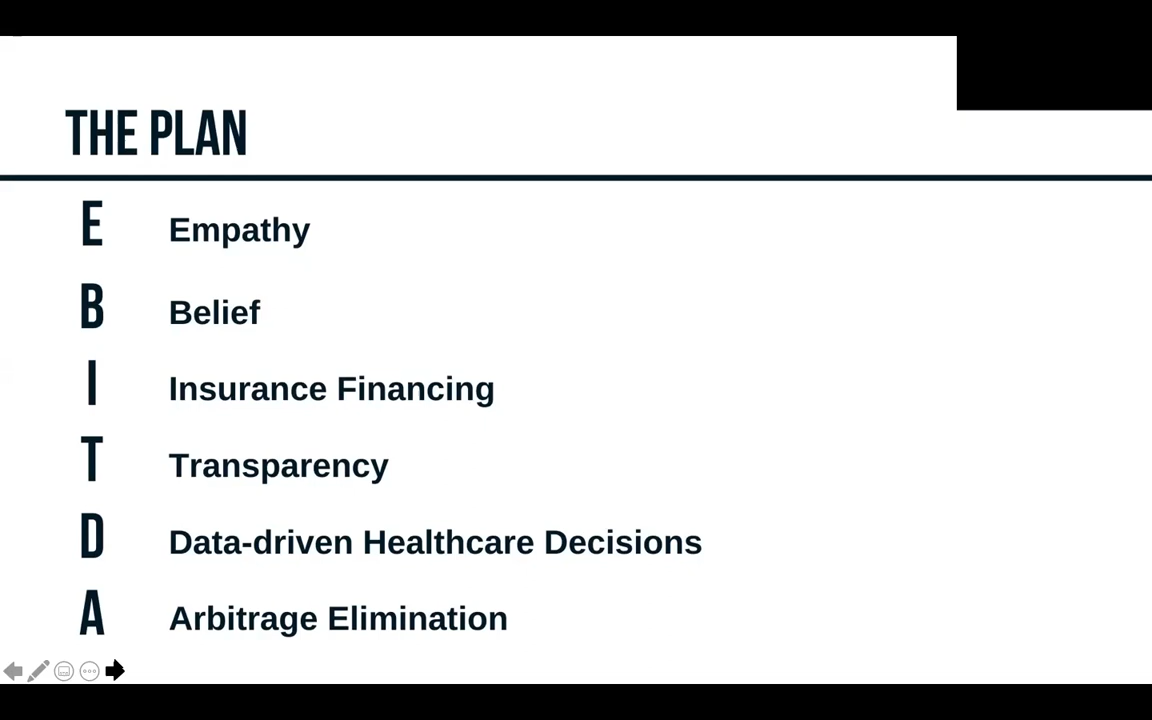 THE PLAN
E Empathy
B Belief
I Insurance Financing
T Transparency
D Data-driven Healthcare Decisions
A Arbitrage Elimination